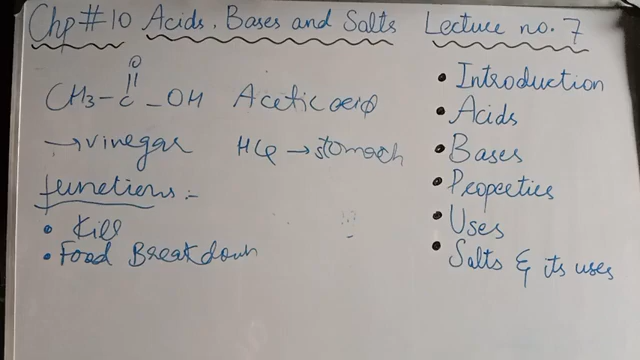 Chp #10 Acids, Bases and Salts
Lecture no. 7
O
||
CH3-C-OH Acetic acid
→vinegar HCl →stomach
functions:-
• Kill
• Food Breakdown
• Introduction
• Acids
• Bases
• Properties
• Uses
• Salts & its uses